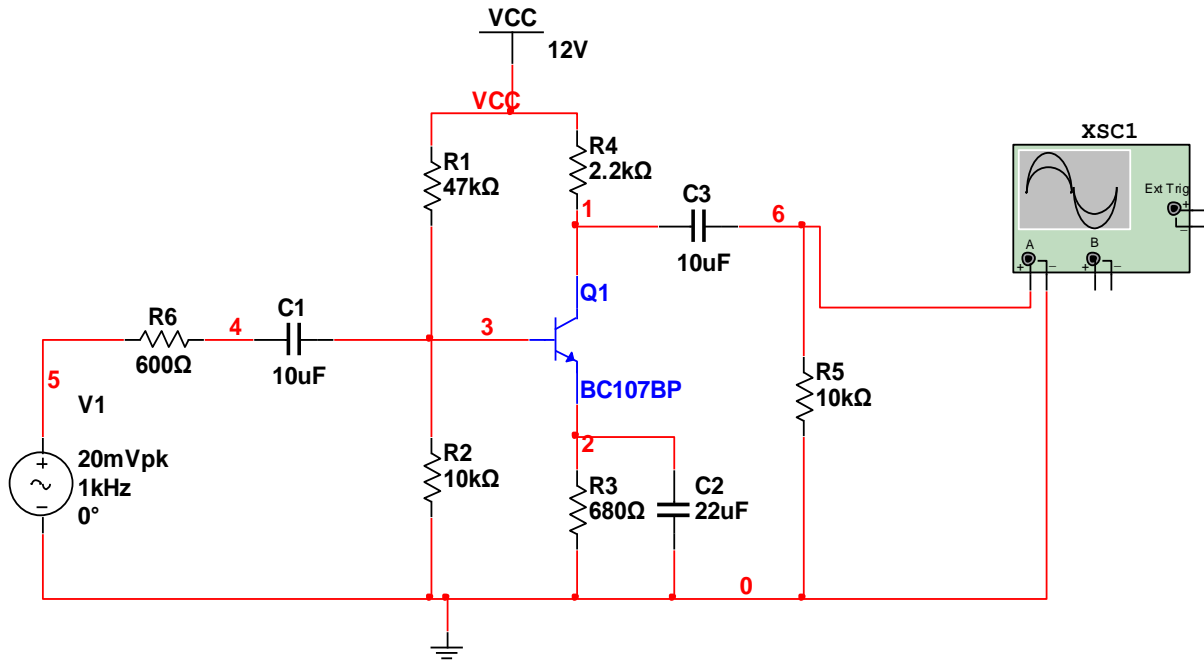 VCC
12V
VCC
XSC1
R1
47kΩ
R4
2.2kΩ
C3
10uF
1
6
Ext Trig
+
−
A
B
+
−
+
−
Q1
R6
600Ω
4
C1
10uF
3
BC107BP
5
V1
R5
10kΩ
2
20mVpk
1kHz
0°
+
−
R2
10kΩ
R3
680Ω
C2
22uF
0